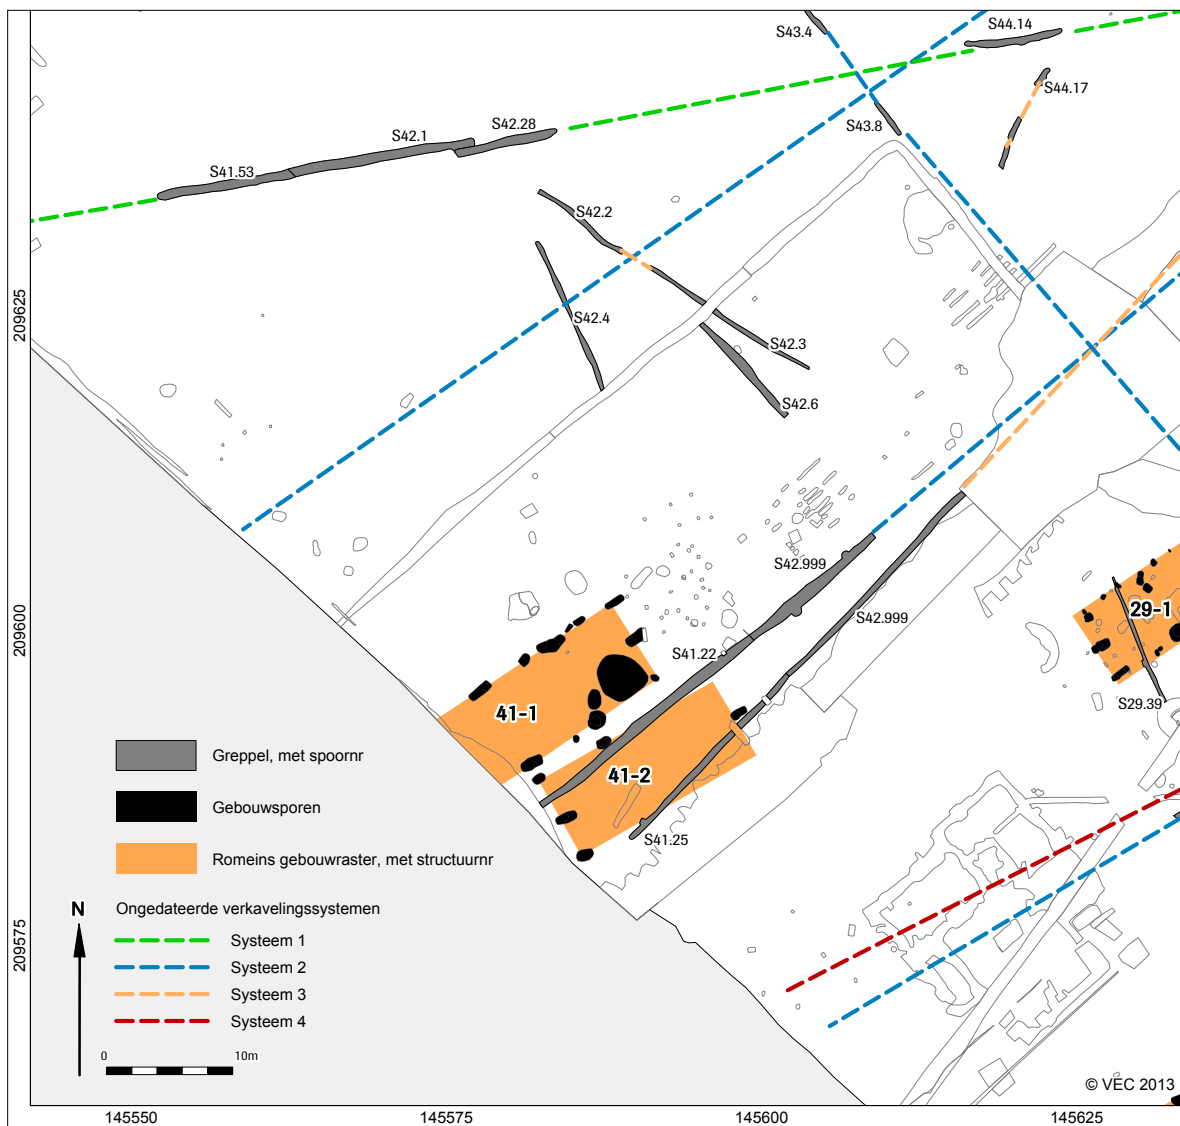 S43.4
S44.14
S44.17
S42.28
S43.8
S42.1
S41.53
S42.2
209625
S42.4
S42.3
S42.6
S42.999
209600
29-1
S42.999
S41.22
S29.39
41-1
Greppel, met spoornr
41-2
Gebouwsporen
S41.25
Romeins gebouwraster, met structuurnr
N
Ongedateerde verkavelingssystemen
209575
Systeem 1
Systeem 2
Systeem 3
Systeem 4
0
10m
© VEC 2013
145550
145575
145600
145625